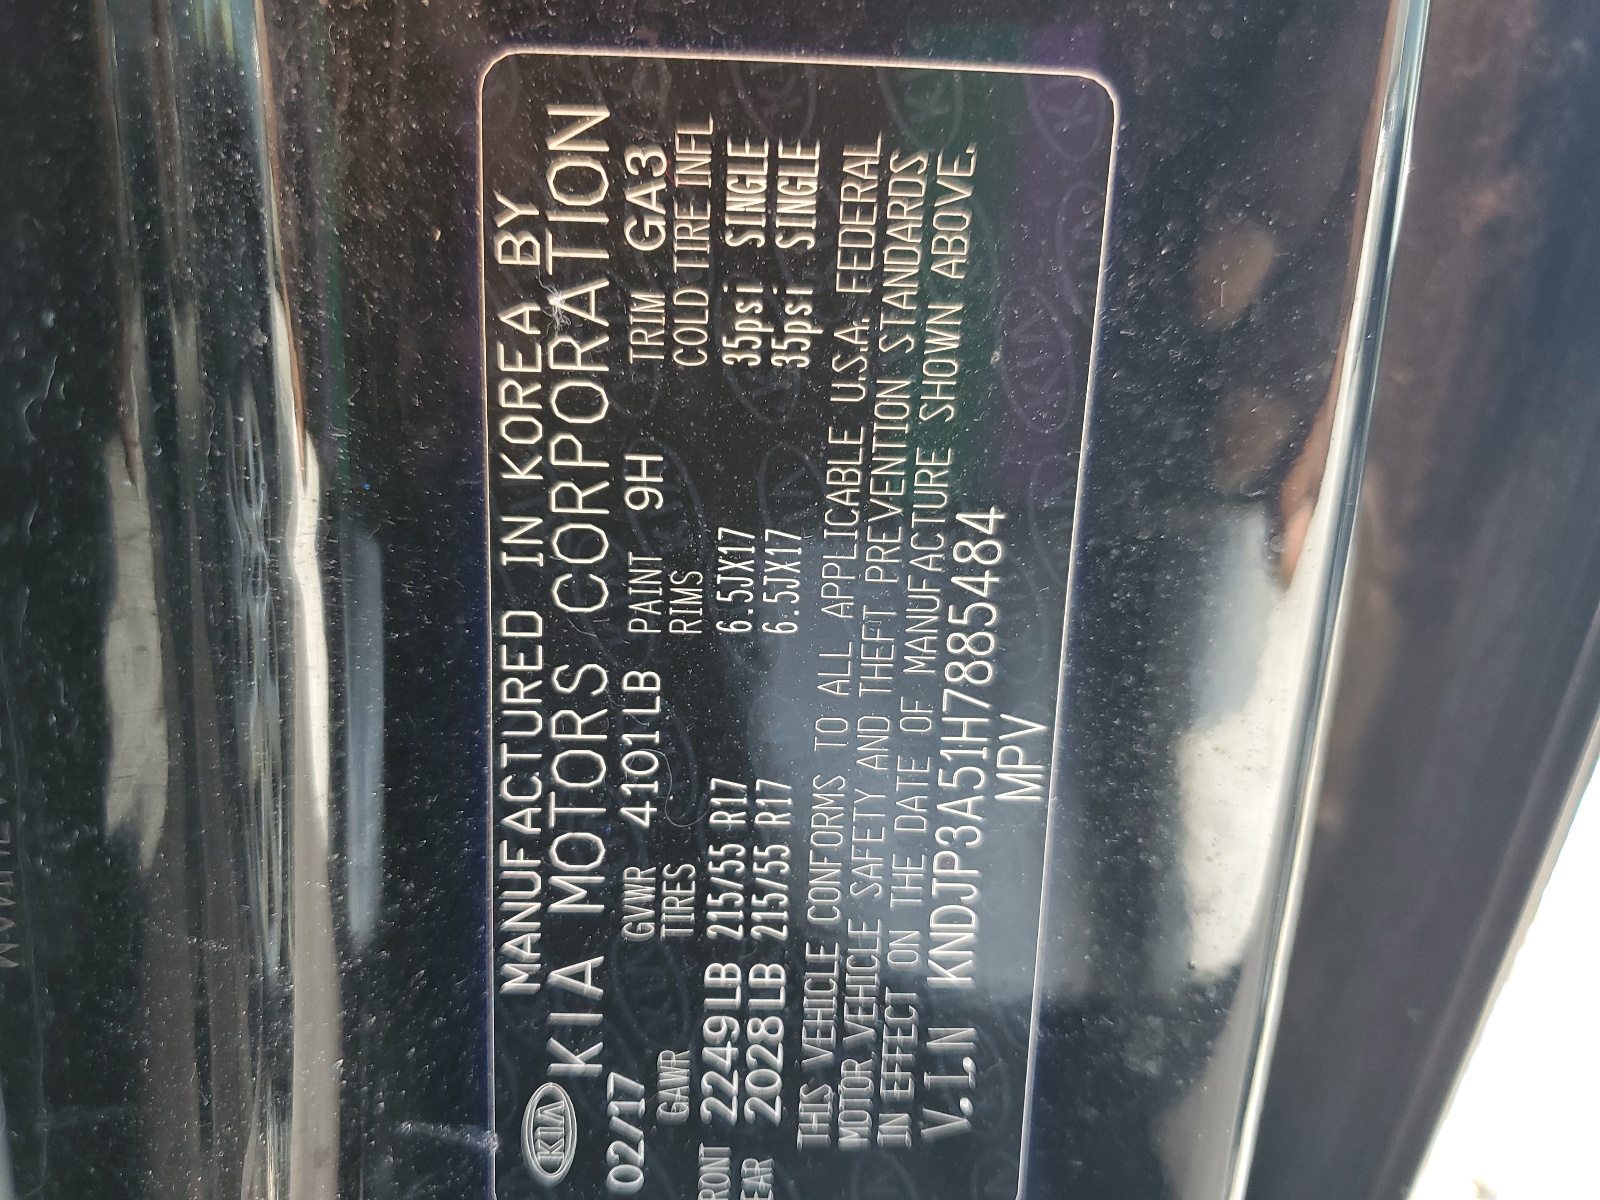 MANUFACTURED IN KOREA BY
KIA KIA MOTORS CORPORATION
02/17 GVWR 4101LB PAINT 9H TRIM GA3
GAWR TIRES RIMS COLD TIRE INFL
RONT 2249LB 215/55 R17 6.5JX17 35psi SINGLE
EAR 2028LB 215/55 R17 6.5JX17 35psi SINGLE
THIS VEHICLE CONFORMS TO ALL APPLICABLE U.S.A. FEDERAL
MOTOR VEHICLE SAFETY AND THEFT PREVENTION STANDARDS
IN EFFECT ON THE DATE OF MANUFACTURE SHOWN ABOVE.
V.I.N KNDJP3A51H7885484
MPV